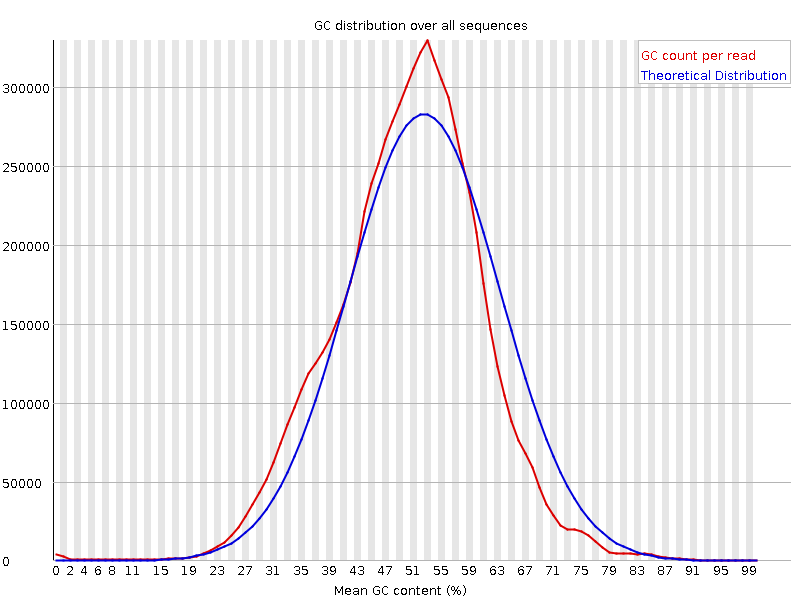 GC distribution over all sequences
GC count per read
Theoretical Distribution
300000
250000
200000
150000
100000
50000
0
0 2 4 6 8 11 15 19 23 27 31 35 39 43 47 51 55 59 63 67 71 75 79 83 87 91 95 99
Mean GC content (%)